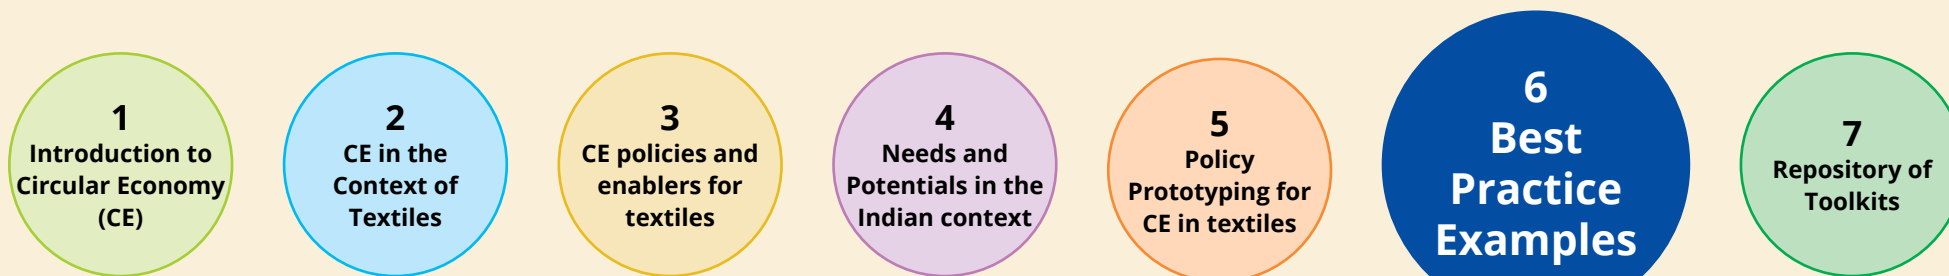 1
Introduction to
Circular Economy
(CE)
2
CE in the
Context of
Textiles
3
CE policies and
enablers for
textiles
4
Needs and
Potentials in the
Indian context
5
Policy
Prototyping for
CE in textiles
6
Best
Practice
Examples
7
Repository of
Toolkits